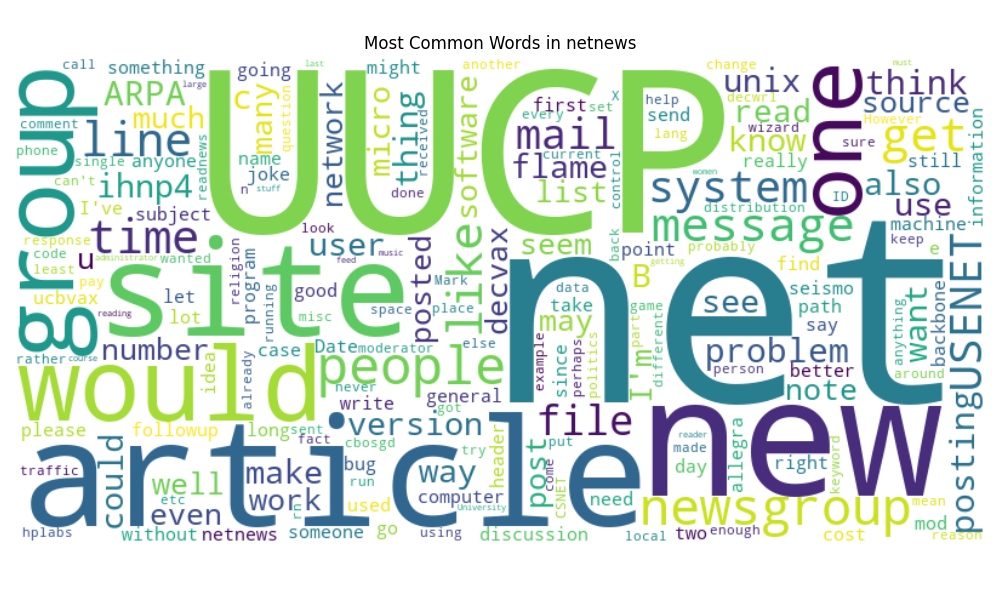 Most Common Words in netnews
call something going might another last change must
ARPA large UUCP many question c network micro thing received like software
group comment line much phone single anyone readnews
can't ihnp4 name joke n stuff done
first set X every mail current flame list control
help send lang decwrl unix wizard read know really
one think source However get sure still information
women system ID also distribution use
I've subject time response code least u administrator wanted
look user music feed religion program running
posted Mark place decvax seem message back point probably
B getting find machine keep e
pay ucbvax let lot site good misc space
reading data take may game net see seismo path say
want anything backbone USENET
rather course number idea already case Date moderator else
people never example since perhaps politics I'm part different
problem person better around note posting
would write general got
please followup long sent fact version cbosgd try header
file put post come
new reader made day allegra right keyword
traffic could article well etc make work rn bug run way computer University
even used CSNET need newsgroup mod mean
hplabs without netnews someone go using discussion local two enough cost reason